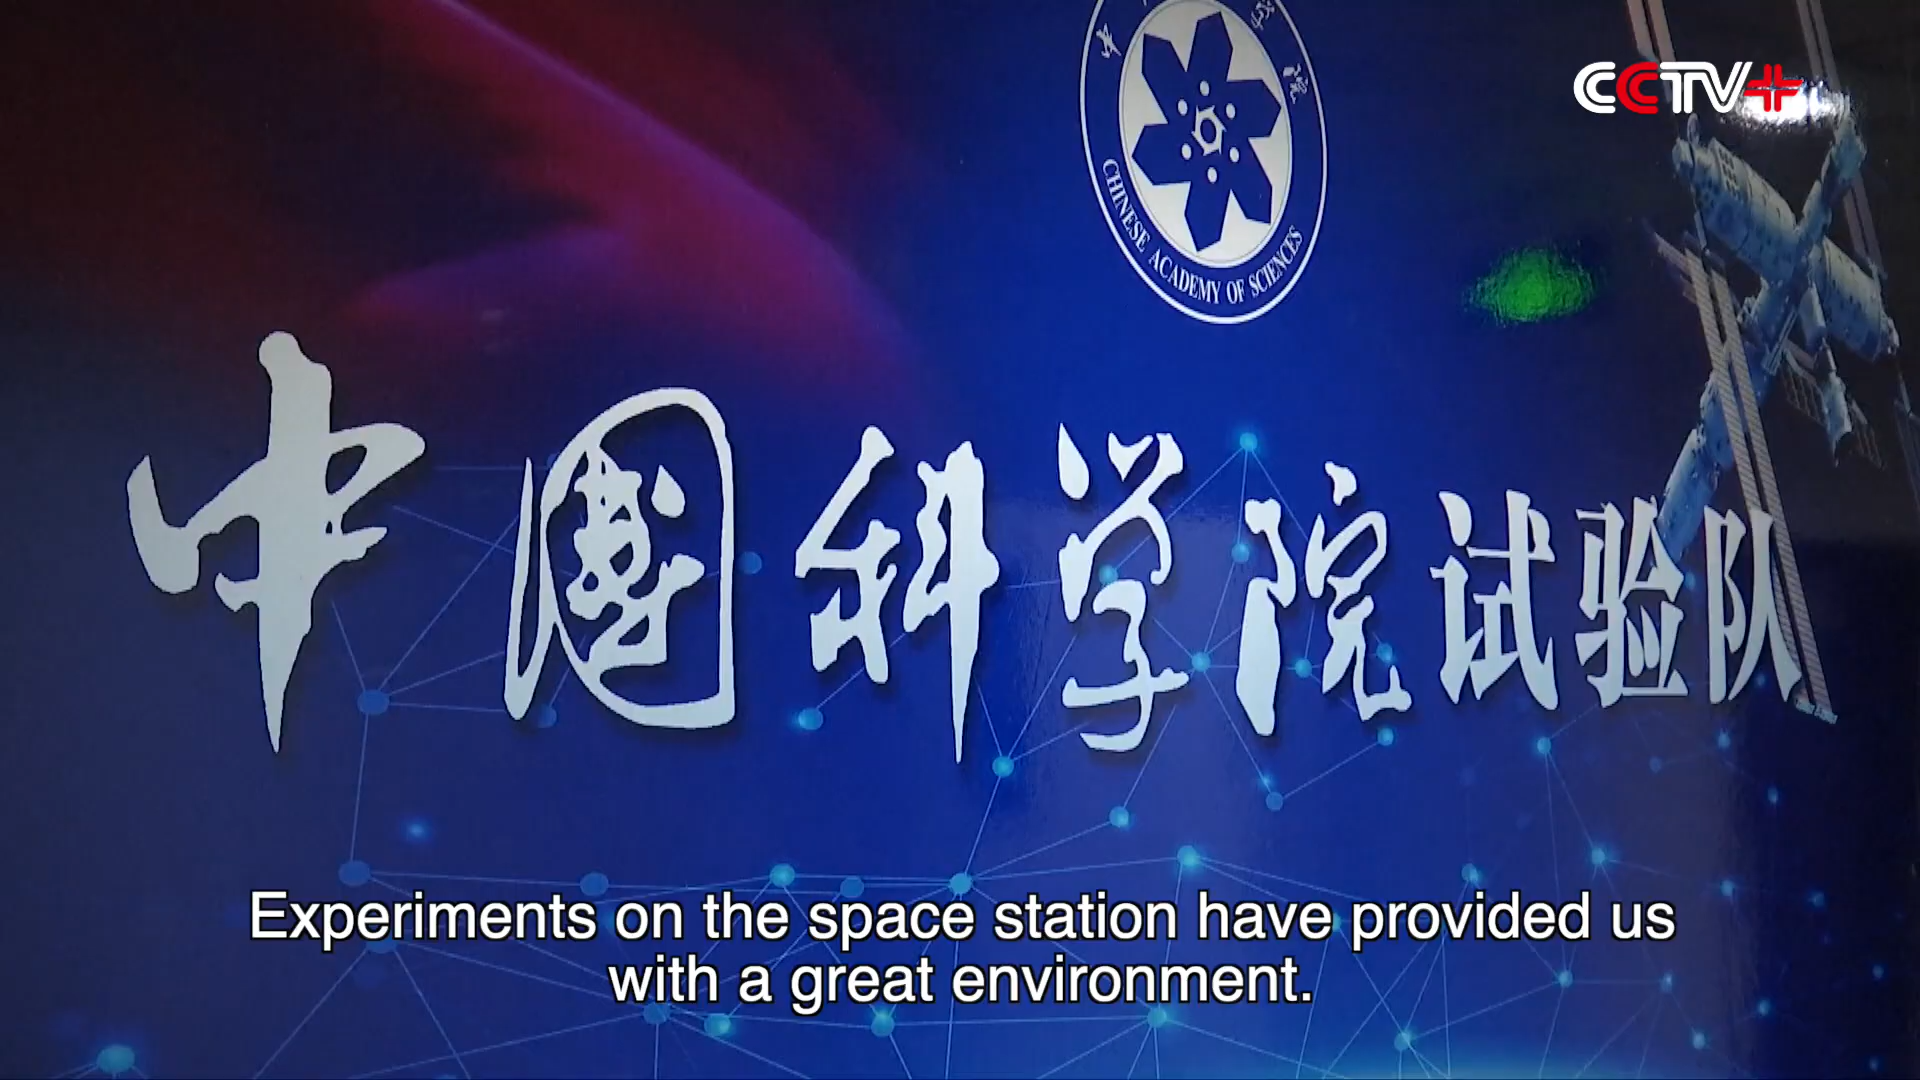 CCTV+
CHINESE ACADEMY OF SCIENCES
中國科学院试验队
Experiments on the space station have provided us
with a great environment.